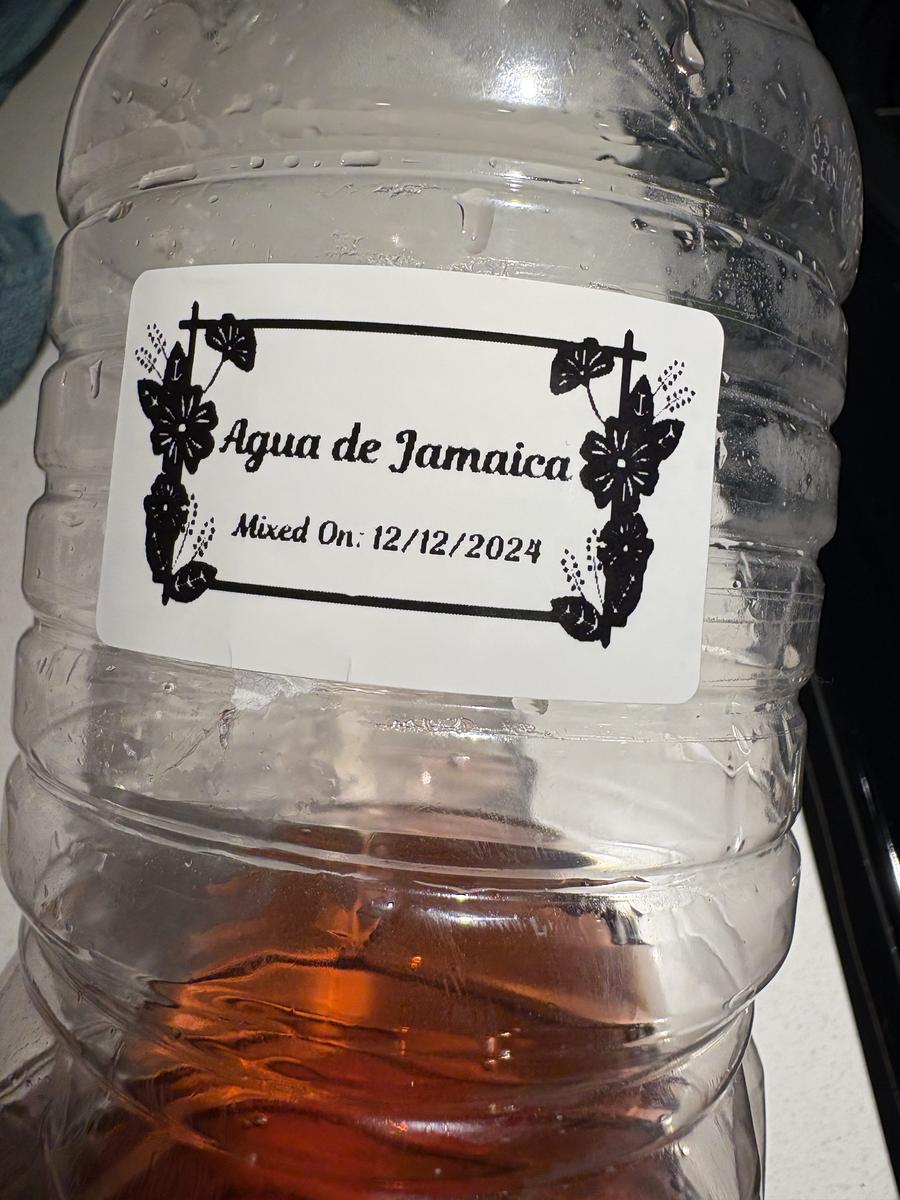 Agua de Jamaica
Mixed On: 12/12/2024